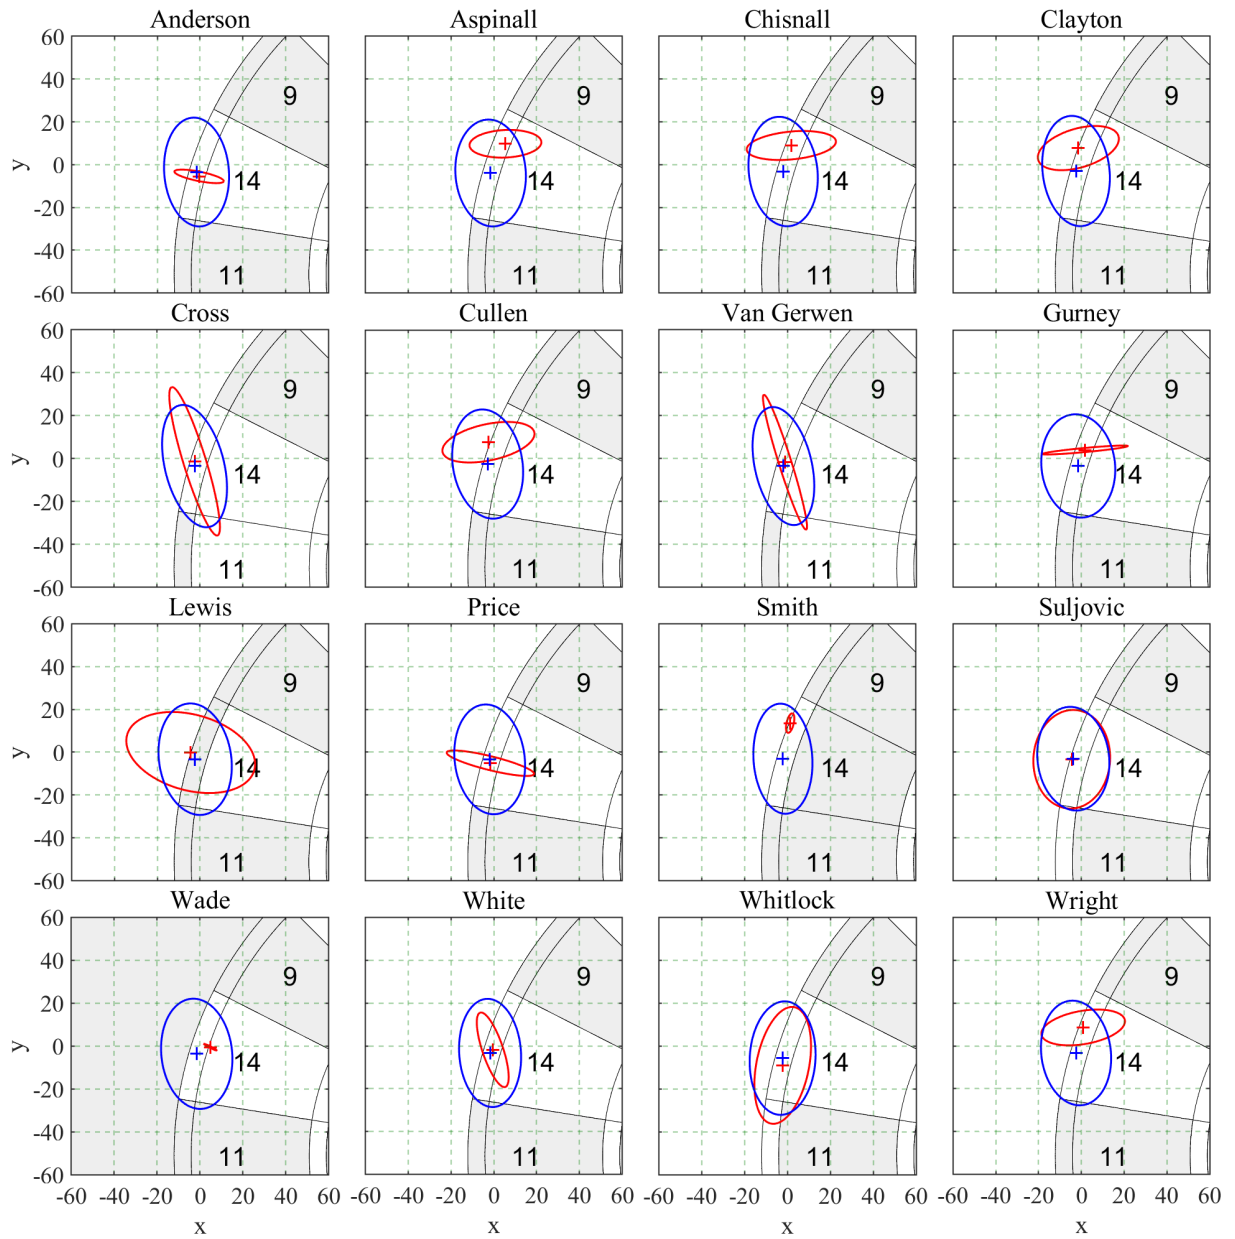 Anderson Aspinall Chisnall Clayton
60
40 9 9 9 9
20
y 0 14 14 14 14
-20
-40 11 11 11 11
-60
Cross Cullen Van Gerwen Gurney
60
40 9 9 9 9
20
y 0 14 14 14 14
-20
-40 11 11 11 11
-60
Lewis Price Smith Suljovic
60
40 9 9 9 9
20
y 0 14 14 14 14
-20
-40 11 11 11 11
-60
Wade White Whitlock Wright
60
40 9 9 9 9
20
y 0 14 14 14 14
-20
-40 11 11 11 11
-60
-60 -40 -20 0 20 40 60 -60 -40 -20 0 20 40 60 -60 -40 -20 0 20 40 60 -60 -40 -20 0 20 40 60
x x x x